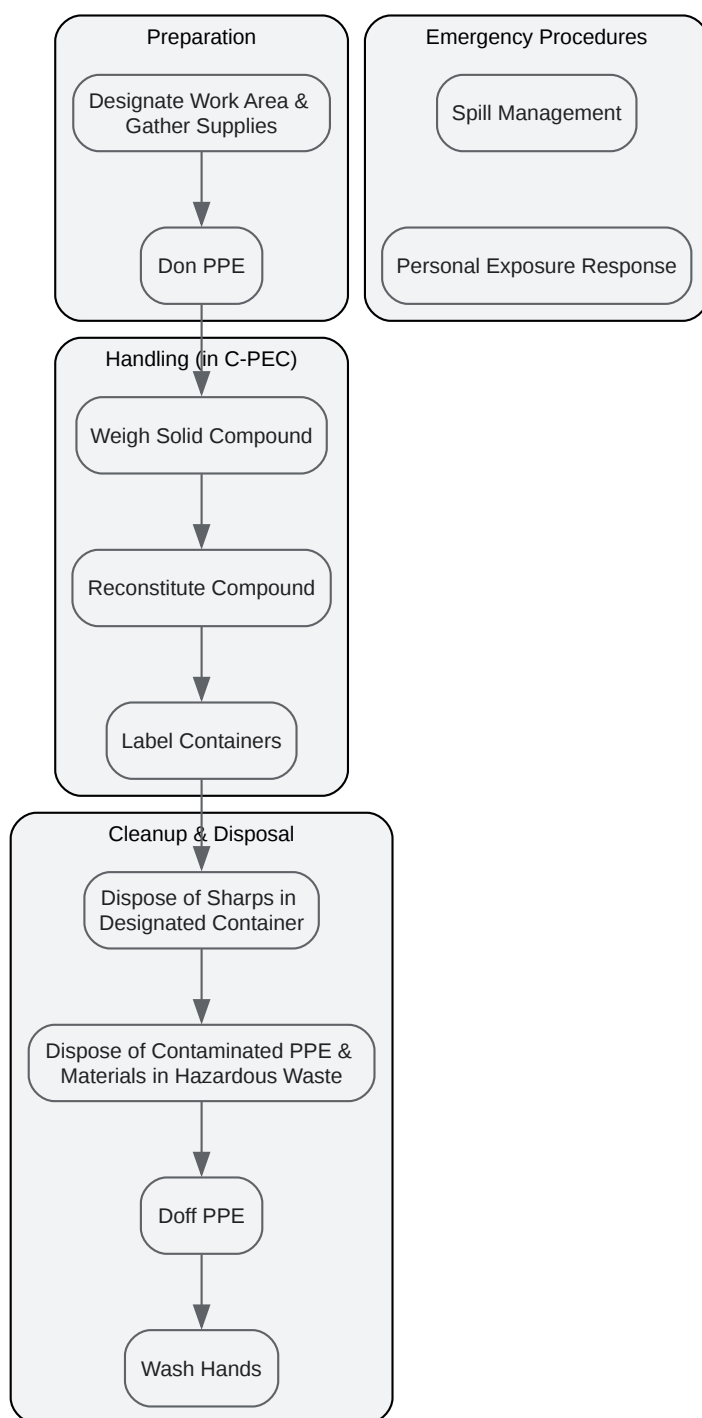 Preparation
Designate Work Area &
Gather Supplies
Don PPE
Emergency Procedures
Spill Management
Personal Exposure Response
Handling (in C-PEC)
Weigh Solid Compound
Reconstitute Compound
Label Containers
Cleanup & Disposal
Dispose of Sharps in
Designated Container
Dispose of Contaminated PPE &
Materials in Hazardous Waste
Doff PPE
Wash Hands